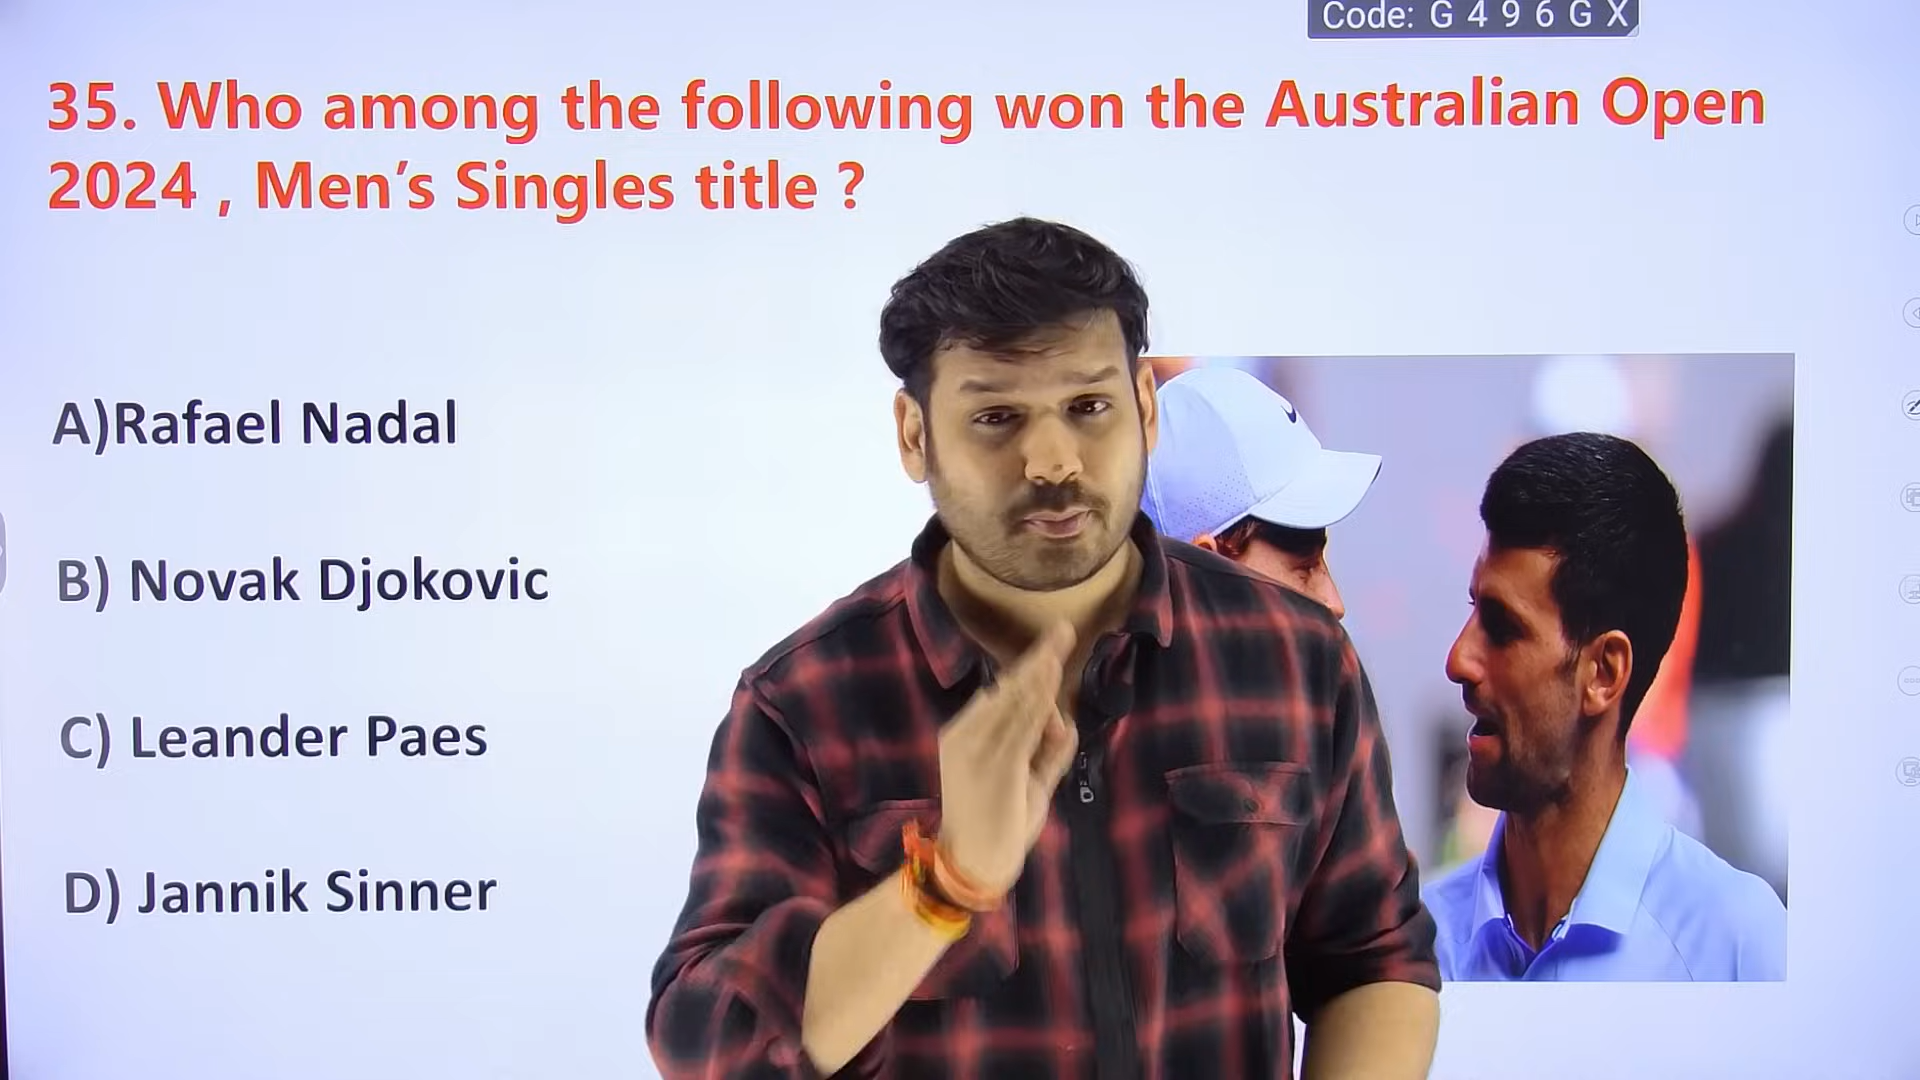 Code: G 4 9 6 G X
35. Who among the following won the Australian Open
2024 , Men’s Singles title ?
A)Rafael Nadal
B) Novak Djokovic
C) Leander Paes
D) Jannik Sinner